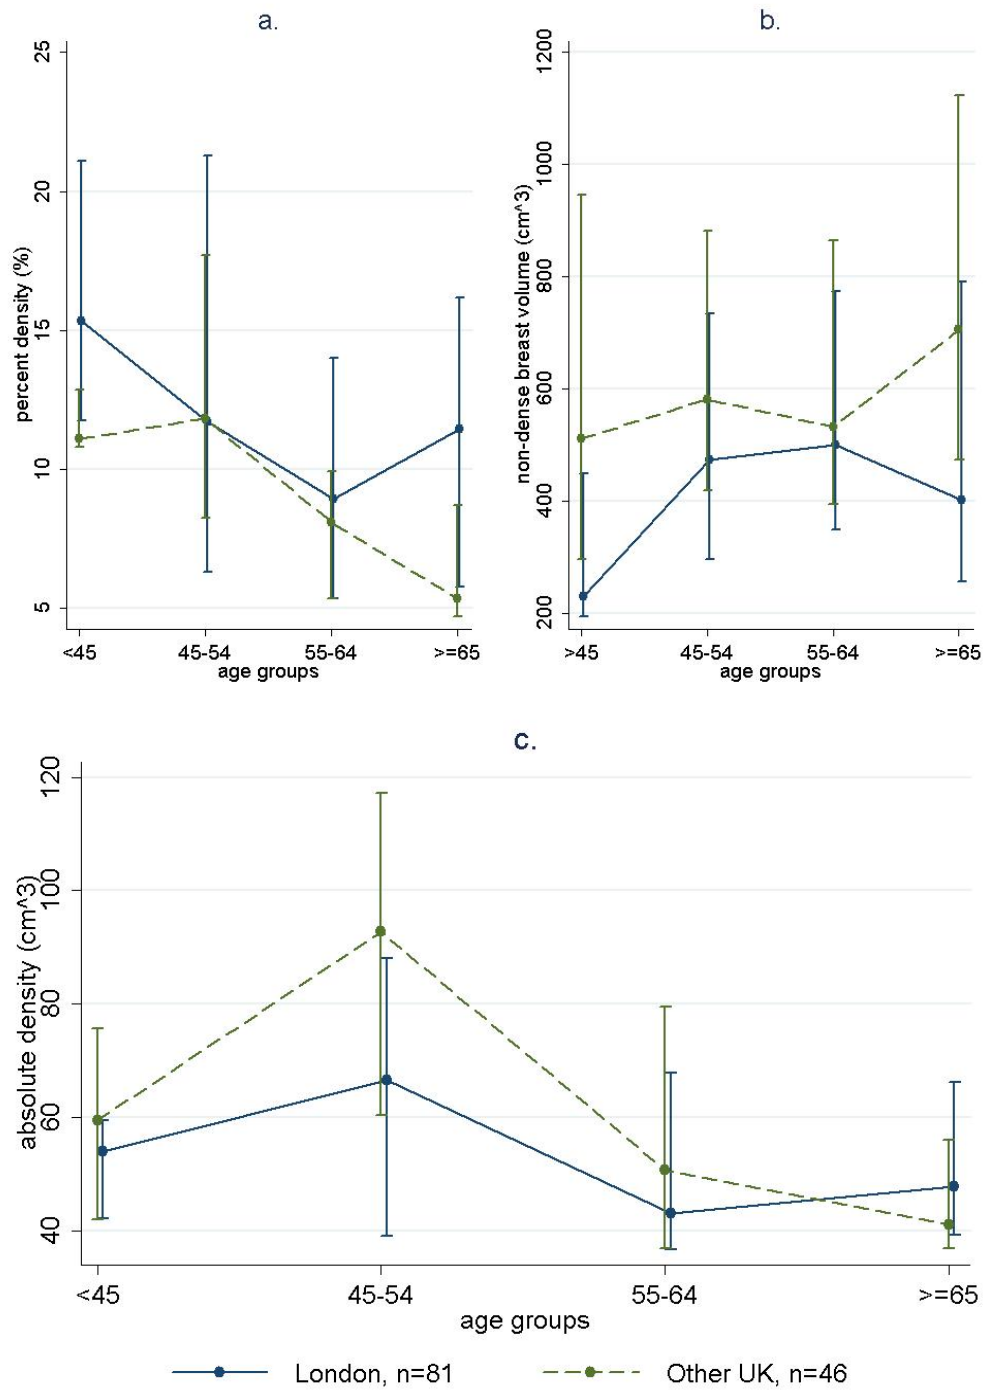 a.
percent density (%)
25
20
15
10
5
<45 45-54 55-64 >=65
age groups
b.
non-dense breast volume (cm^3)
1200
1000
800
600
400
200
>45 45-54 55-64 >=65
age groups
c.
absolute density (cm^3)
120
100
80
60
40
<45 45-54 55-64 >=65
age groups
London, n=81 Other UK, n=46